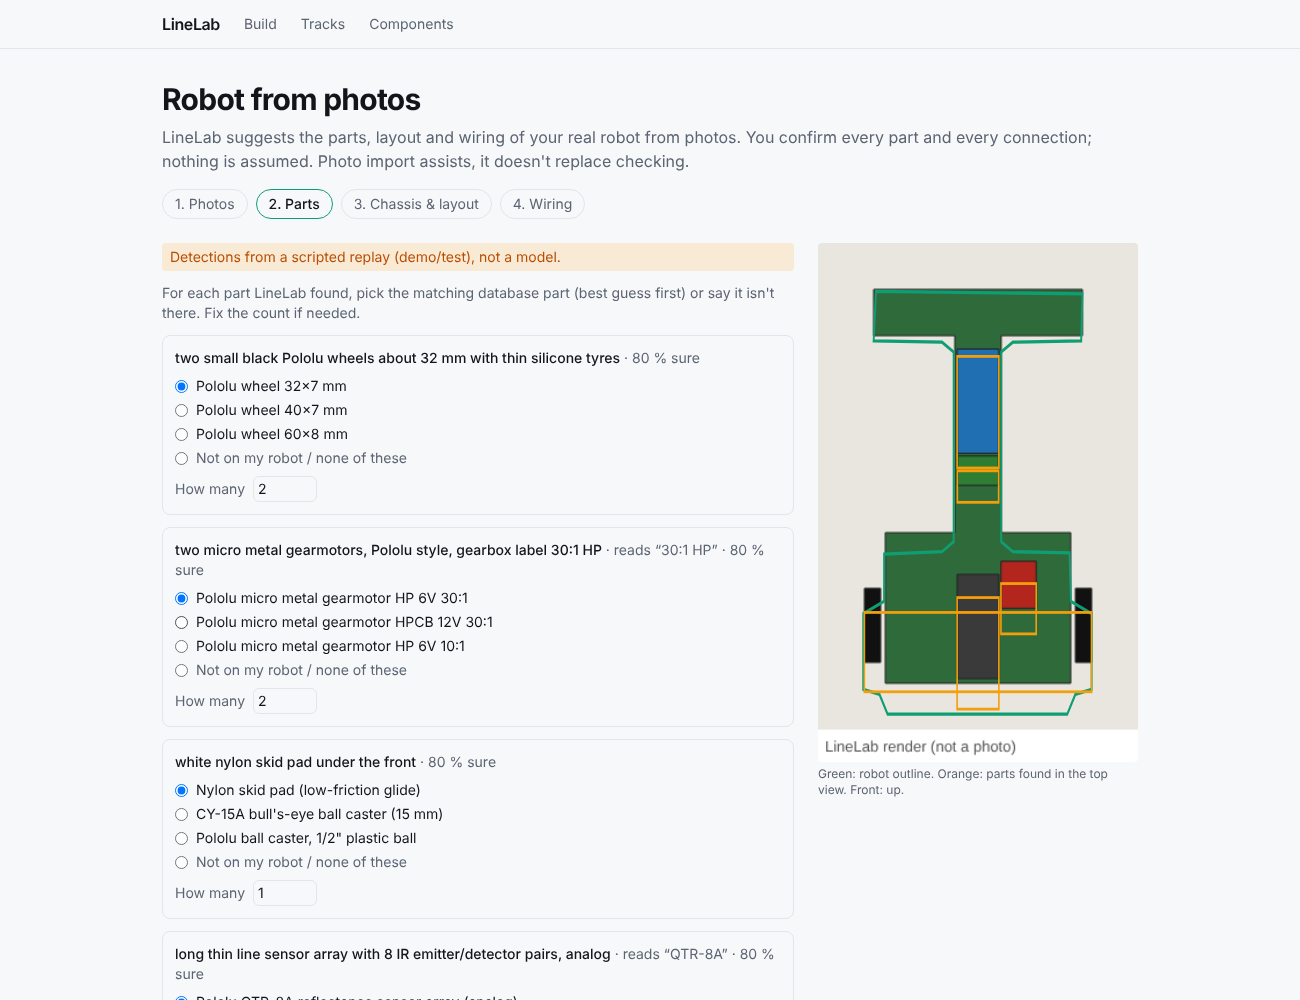 LineLab Build Tracks Components
Robot from photos
LineLab suggests the parts, layout and wiring of your real robot from photos. You confirm every part and every connection;
nothing is assumed. Photo import assists, it doesn't replace checking.
1. Photos 2. Parts 3. Chassis & layout 4. Wiring
Detections from a scripted replay (demo/test), not a model.
For each part LineLab found, pick the matching database part (best guess first) or say it isn't
there. Fix the count if needed.
two small black Pololu wheels about 32 mm with thin silicone tyres · 80 % sure
Pololu wheel 32×7 mm
Pololu wheel 40×7 mm
Pololu wheel 60×8 mm
Not on my robot / none of these
How many 2
two micro metal gearmotors, Pololu style, gearbox label 30:1 HP · reads “30:1 HP” · 80 %
sure
Pololu micro metal gearmotor HP 6V 30:1
Pololu micro metal gearmotor HPCB 12V 30:1
Pololu micro metal gearmotor HP 6V 10:1
Not on my robot / none of these
How many 2
white nylon skid pad under the front · 80 % sure
Nylon skid pad (low-friction glide)
CY-15A bull's-eye ball caster (15 mm)
Pololu ball caster, 1/2" plastic ball
Not on my robot / none of these
How many 1
long thin line sensor array with 8 IR emitter/detector pairs, analog · reads “QTR-8A” · 80 %
sure
Pololu QTR-8A reflectance sensor array (analog)
LineLab render (not a photo)
Green: robot outline. Orange: parts found in the top
view. Front: up.